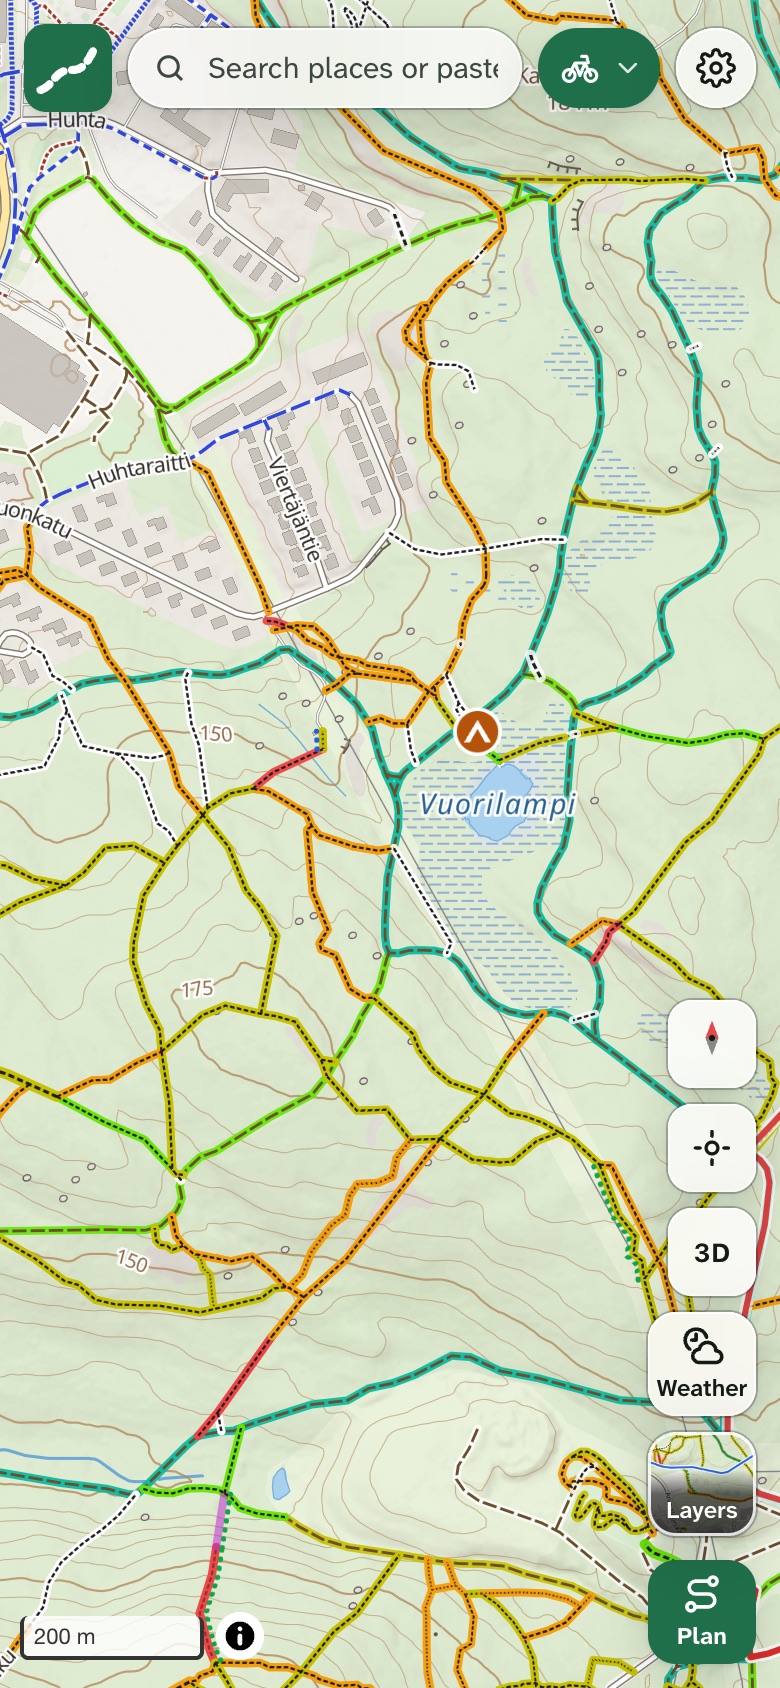 Search places or paste
Huhta
Huhtaraitti
uonkatu
Viertäjäntie
150
Vuorilampi
175
150
3D
Weather
Layers
Plan
200 m